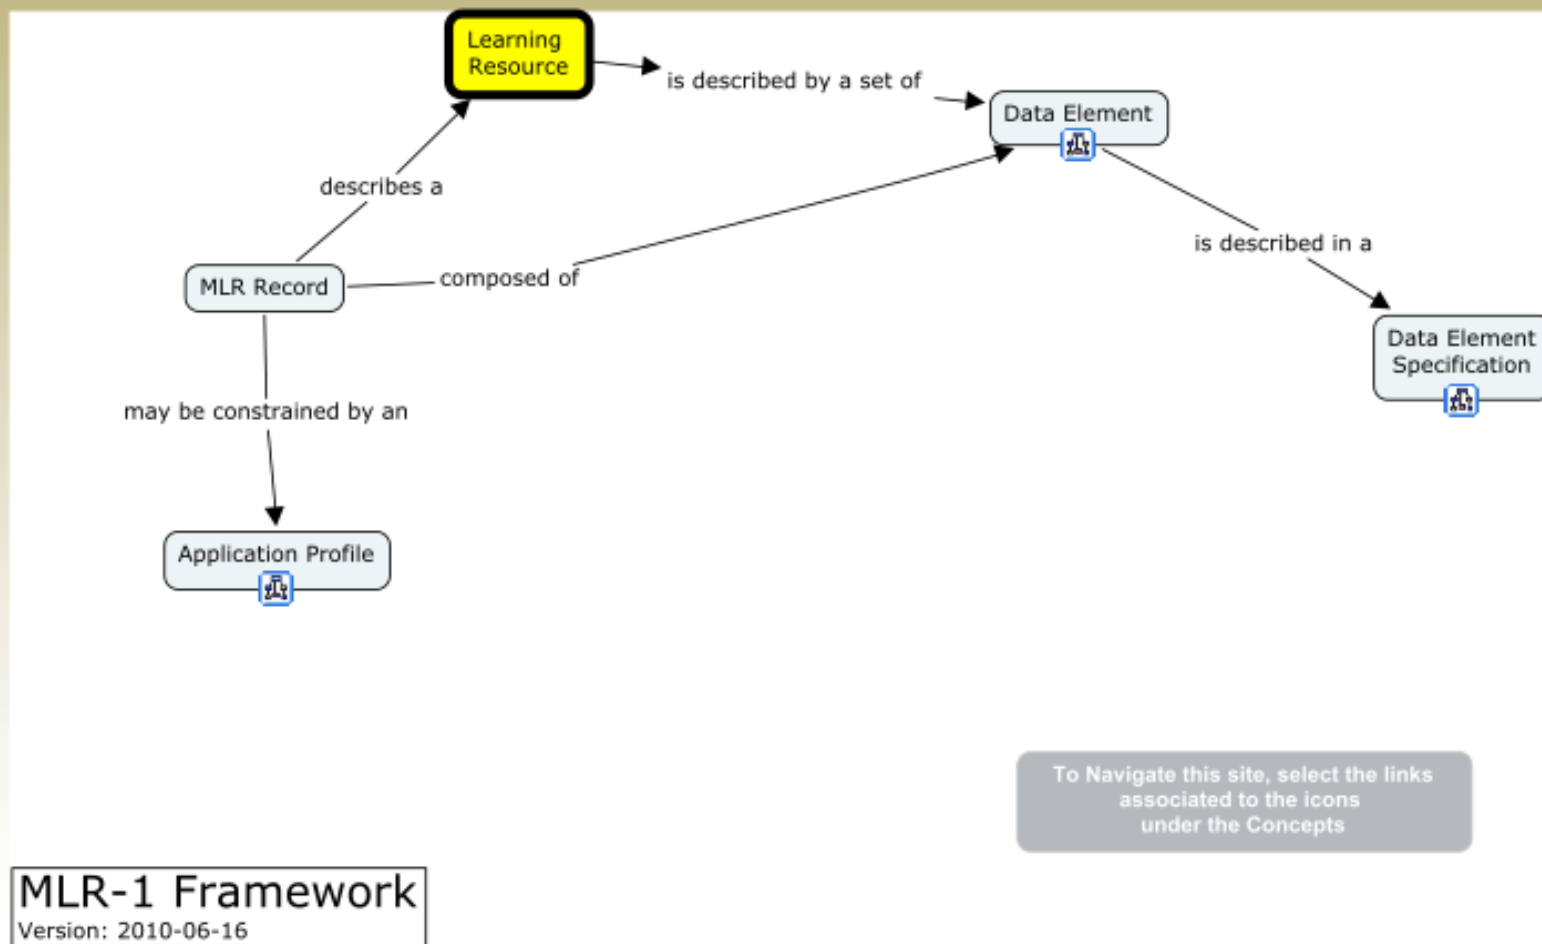 Learning
Resource
is described by a set of
Data Element
describes a
is described in a
composed of
MLR Record
Data Element
Specification
may be constrained by an
Application Profile
To Navigate this site, select the links
associated to the icons
under the Concepts
MLR-1 Framework
Version: 2010-06-16